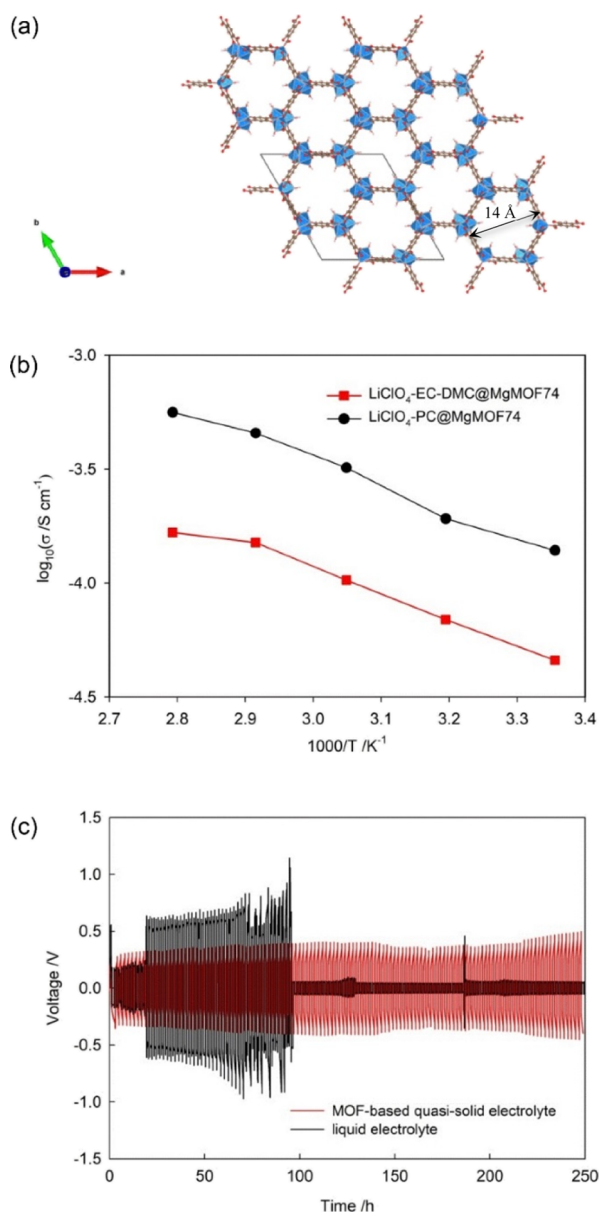 (a)
14 Å
b
a
(b)
-3.0
LiClO₄-EC-DMC@MgMOF74
LiClO₄-PC@MgMOF74
-3.5
log₁₀(σ /S cm⁻¹)
-4.0
-4.5
2.7 2.8 2.9 3.0 3.1 3.2 3.3 3.4
1000/T /K⁻¹
(c)
1.5
1.0
0.5
Voltage /V
0.0
-0.5
-1.0
MOF-based quasi-solid electrolyte
liquid electrolyte
-1.5
0 50 100 150 200 250
Time /h